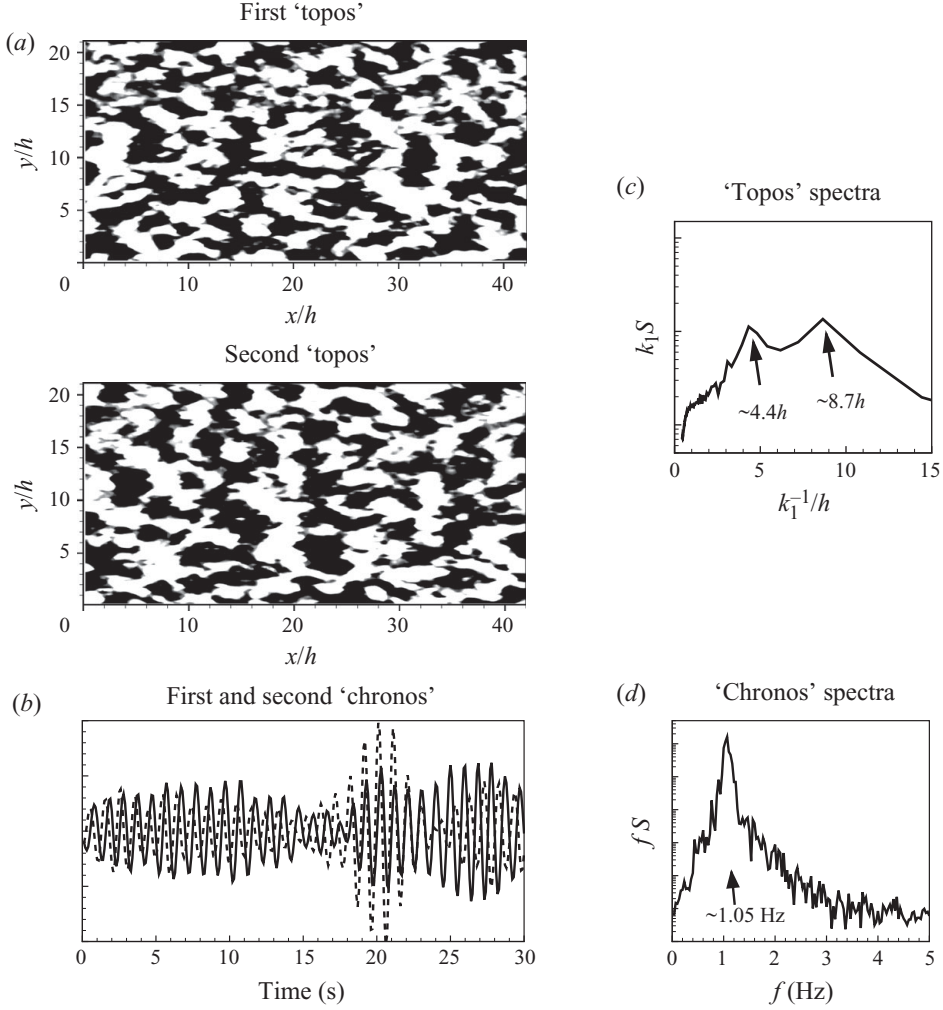 First ‘topos’
(a)
20
15
y/h
10
5
0
10
20
30
40
x/h
Second ‘topos’
20
15
y/h
10
5
0
10
20
30
40
x/h
(b)
First and second ‘chronos’
0
5
10
15
20
25
30
Time (s)
(c)
‘Topos’ spectra
k₁S
~4.4h
~8.7h
0
5
10
15
k₁⁻¹/h
(d)
‘Chronos’ spectra
f S
~1.05 Hz
0
1
2
3
4
5
f (Hz)